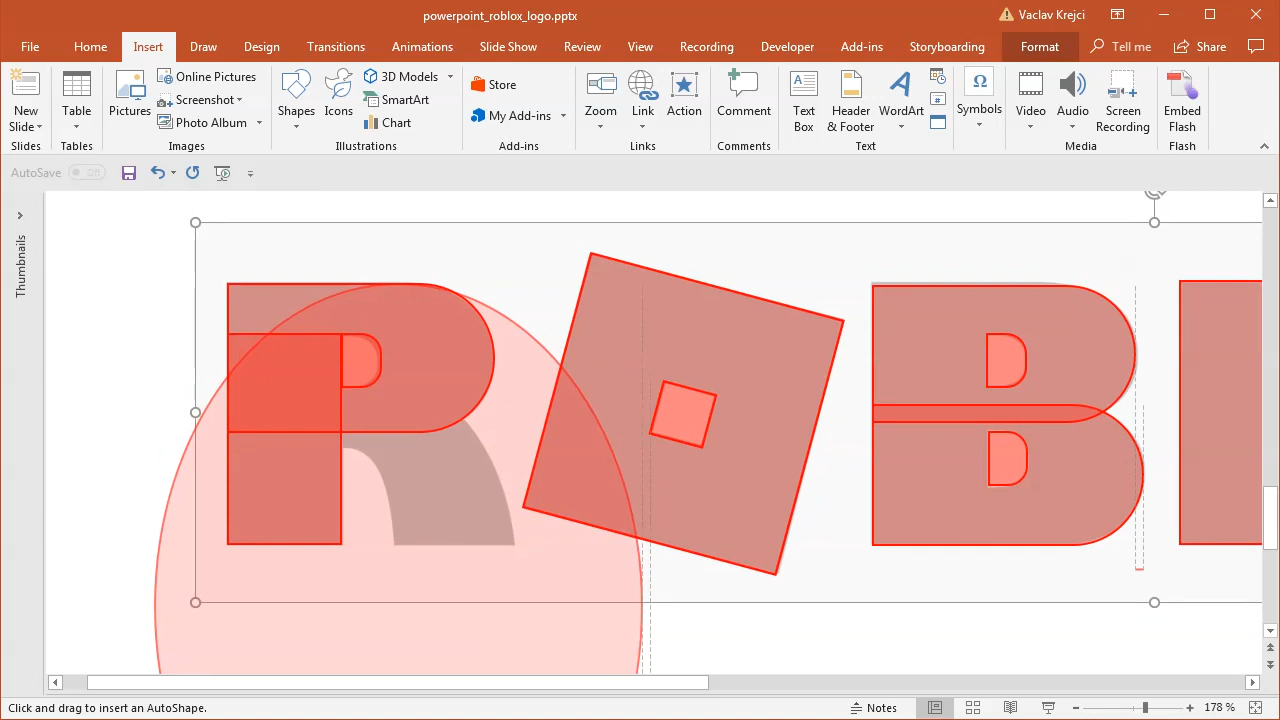 powerpoint_roblox_logo.pptx
Vaclav Krejci
File Home Insert Draw Design Transitions Animations Slide Show Review View Recording Developer Add-ins Storyboarding Format Tell me Share
New Slide
Table
Pictures
Online Pictures
Screenshot
Photo Album
Shapes
Icons
3D Models
SmartArt
Chart
Store
My Add-ins
Zoom
Link
Action
Comment
Text Box
Header & Footer
WordArt
Symbols
Video
Audio
Screen Recording
Embed Flash
Slides Tables Images Illustrations Add-ins Links Comments Text Media Flash
AutoSave Off
Thumbnails
R B
Click and drag to insert an AutoShape.
Notes
178 %